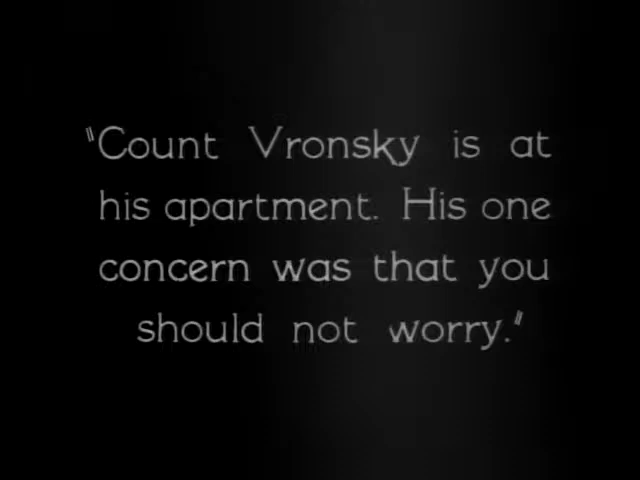 "Count Vronsky is at
his apartment. His one
concern was that you
should not worry."